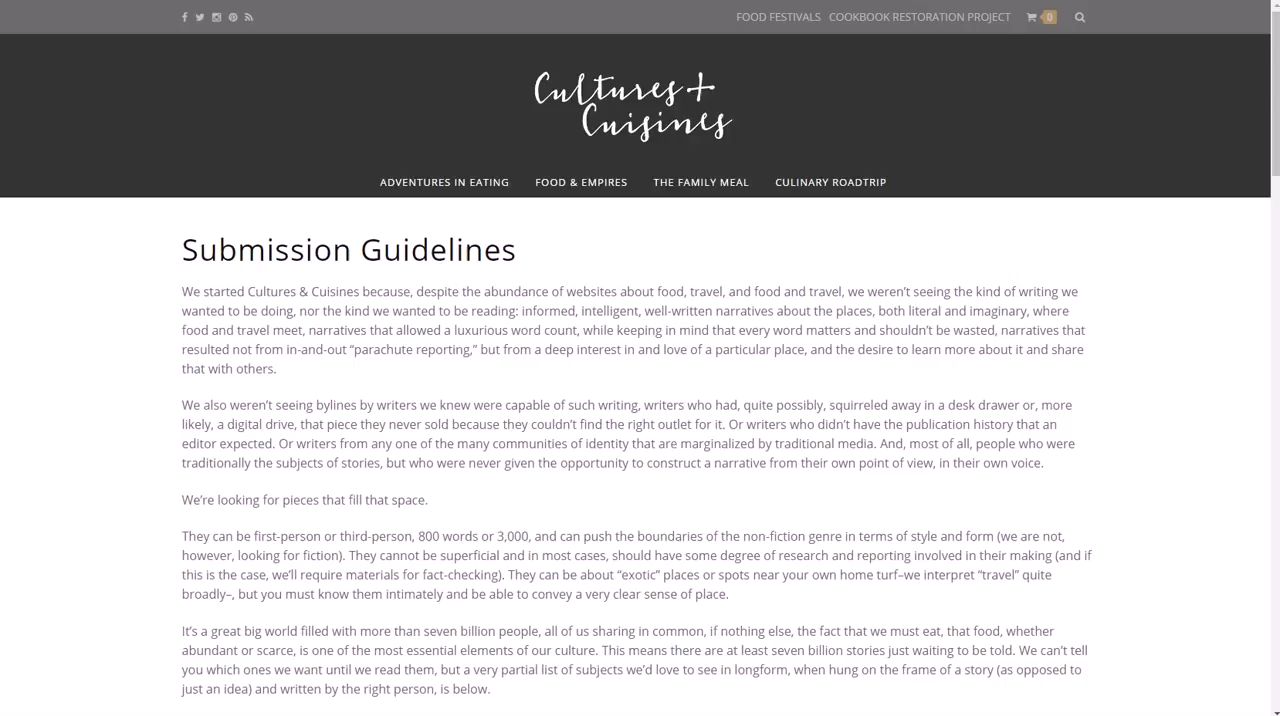 FOOD FESTIVALS COOKBOOK RESTORATION PROJECT 0
Cultures +
Cuisines
ADVENTURES IN EATING FOOD & EMPIRES THE FAMILY MEAL CULINARY ROADTRIP
Submission Guidelines
We started Cultures & Cuisines because, despite the abundance of websites about food, travel, and food and travel, we weren’t seeing the kind of writing we
wanted to be doing, nor the kind we wanted to be reading: informed, intelligent, well-written narratives about the places, both literal and imaginary, where
food and travel meet, narratives that allowed a luxurious word count, while keeping in mind that every word matters and shouldn’t be wasted, narratives that
resulted not from in-and-out “parachute reporting,” but from a deep interest in and love of a particular place, and the desire to learn more about it and share
that with others.
We also weren’t seeing bylines by writers we knew were capable of such writing, writers who had, quite possibly, squirreled away in a desk drawer or, more
likely, a digital drive, that piece they never sold because they couldn’t find the right outlet for it. Or writers who didn’t have the publication history that an
editor expected. Or writers from any one of the many communities of identity that are marginalized by traditional media. And, most of all, people who were
traditionally the subjects of stories, but who were never given the opportunity to construct a narrative from their own point of view, in their own voice.
We’re looking for pieces that fill that space.
They can be first-person or third-person, 800 words or 3,000, and can push the boundaries of the non-fiction genre in terms of style and form (we are not,
however, looking for fiction). They cannot be superficial and in most cases, should have some degree of research and reporting involved in their making (and if
this is the case, we’ll require materials for fact-checking). They can be about “exotic” places or spots near your own home turf–we interpret “travel” quite
broadly–, but you must know them intimately and be able to convey a very clear sense of place.
It’s a great big world filled with more than seven billion people, all of us sharing in common, if nothing else, the fact that we must eat, that food, whether
abundant or scarce, is one of the most essential elements of our culture. This means there are at least seven billion stories just waiting to be told. We can’t tell
you which ones we want until we read them, but a very partial list of subjects we’d love to see in longform, when hung on the frame of a story (as opposed to
just an idea) and written by the right person, is below.